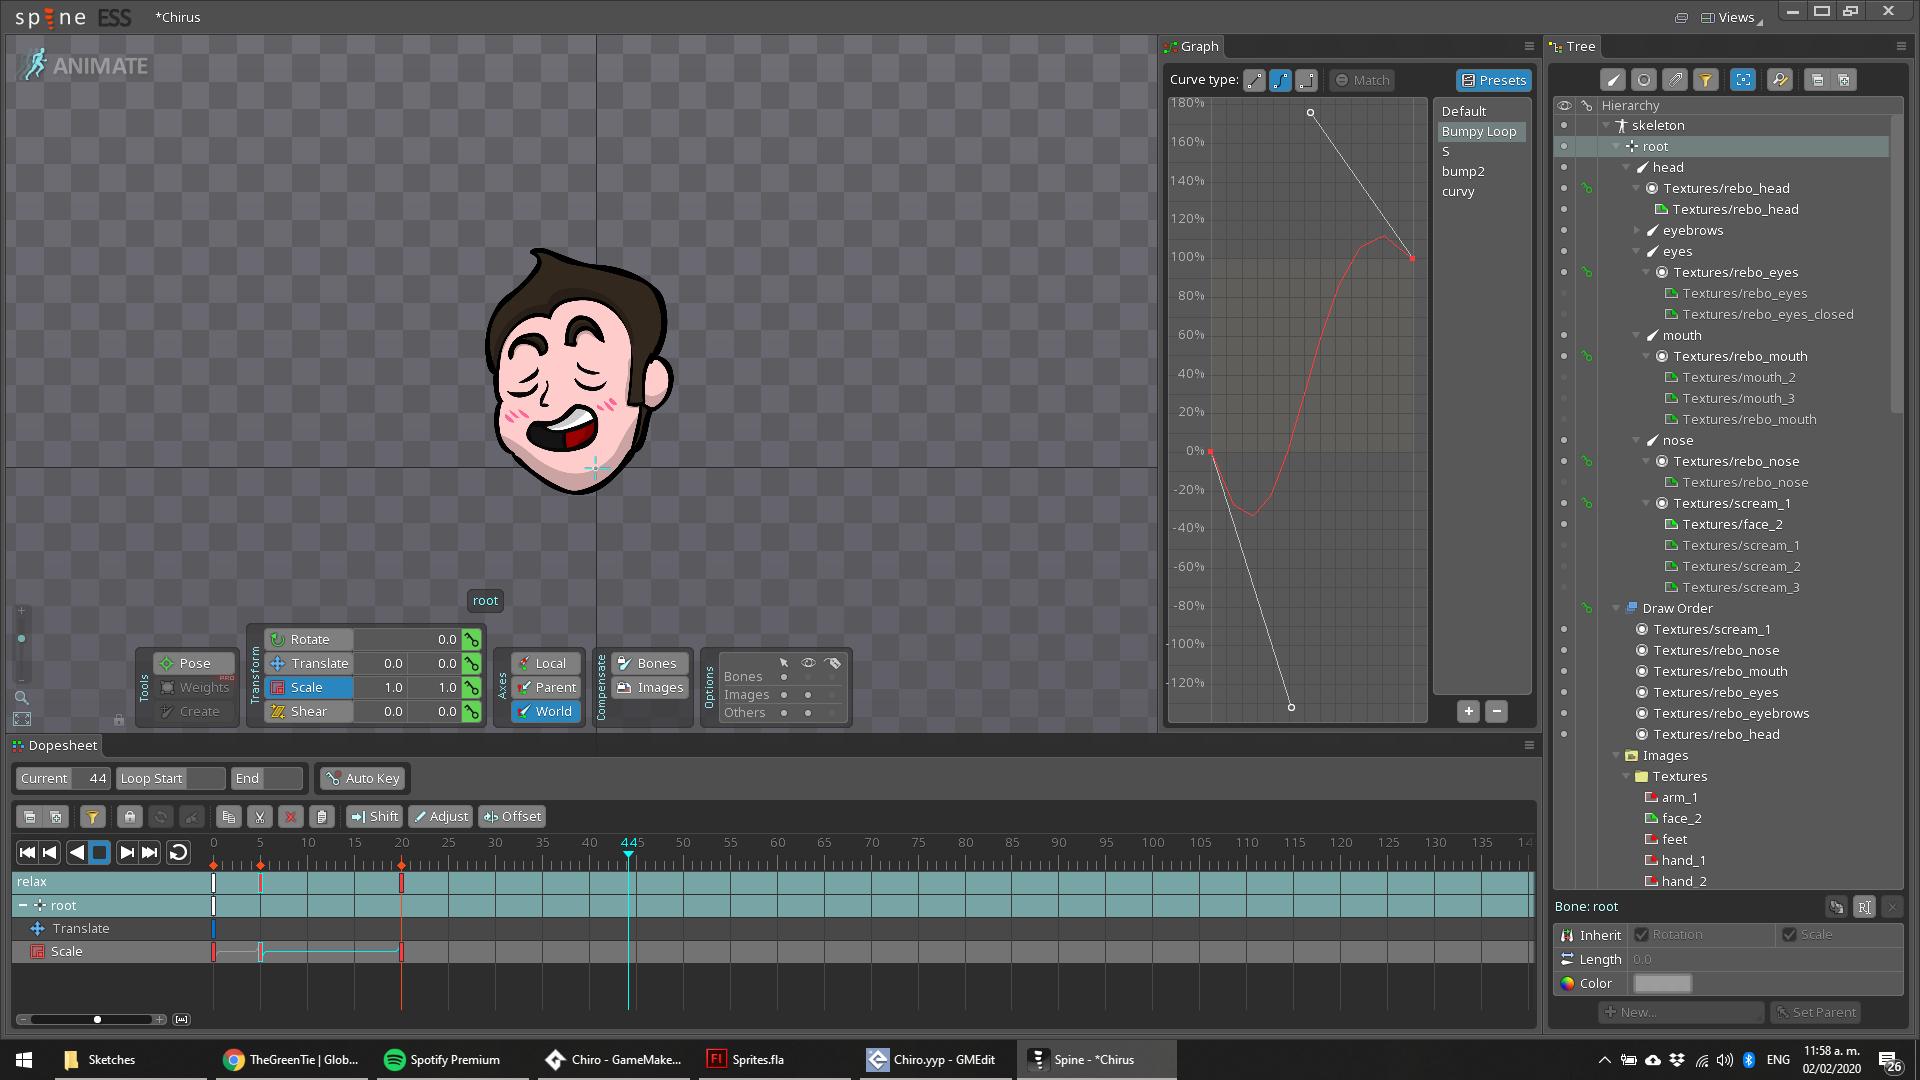 spine ESS *Chirus Views
ANIMATE
Graph
Curve type: Match Presets
180%
160%
140%
120%
100%
80%
60%
40%
20%
0%
-20%
-40%
-60%
-80%
-100%
-120%
Default
Bumpy Loop
S
bump2
curvy
Tree
Hierarchy
skeleton
root
head
Textures/rebo_head
Textures/rebo_head
eyebrows
eyes
Textures/rebo_eyes
Textures/rebo_eyes
Textures/rebo_eyes_closed
mouth
Textures/rebo_mouth
Textures/mouth_2
Textures/mouth_3
Textures/rebo_mouth
nose
Textures/rebo_nose
Textures/rebo_nose
Textures/scream_1
Textures/face_2
Textures/scream_1
Textures/scream_2
Textures/scream_3
Draw Order
Textures/scream_1
Textures/rebo_nose
Textures/rebo_mouth
Textures/rebo_eyes
Textures/rebo_eyebrows
Textures/rebo_head
Images
Textures
arm_1
face_2
feet
hand_1
hand_2
Bone: root
Inherit Rotation Scale
Length 0.0
Color
New... Set Parent
root
Tools
Pose
Weights PRO
Create
Transform
Rotate 0.0
Translate 0.0 0.0
Scale 1.0 1.0
Shear 0.0 0.0
Axes
Local
Parent
World
Compensate
Bones
Images
Options
Bones
Images
Others
Dopesheet
Current 44 Loop Start End Auto Key
Shift Adjust Offset
0 5 10 15 20 25 30 35 40 44 50 55 60 65 70 75 80 85 90 95 100 105 110 115 120 125 130 135 14
relax
root
Translate
Scale
Sketches TheGreenTie | Glob... Spotify Premium Chiro - GameMake... Sprites.fla Chiro.yyp - GMEdit Spine - *Chirus ENG 11:58 a. m.
02/02/2020 26